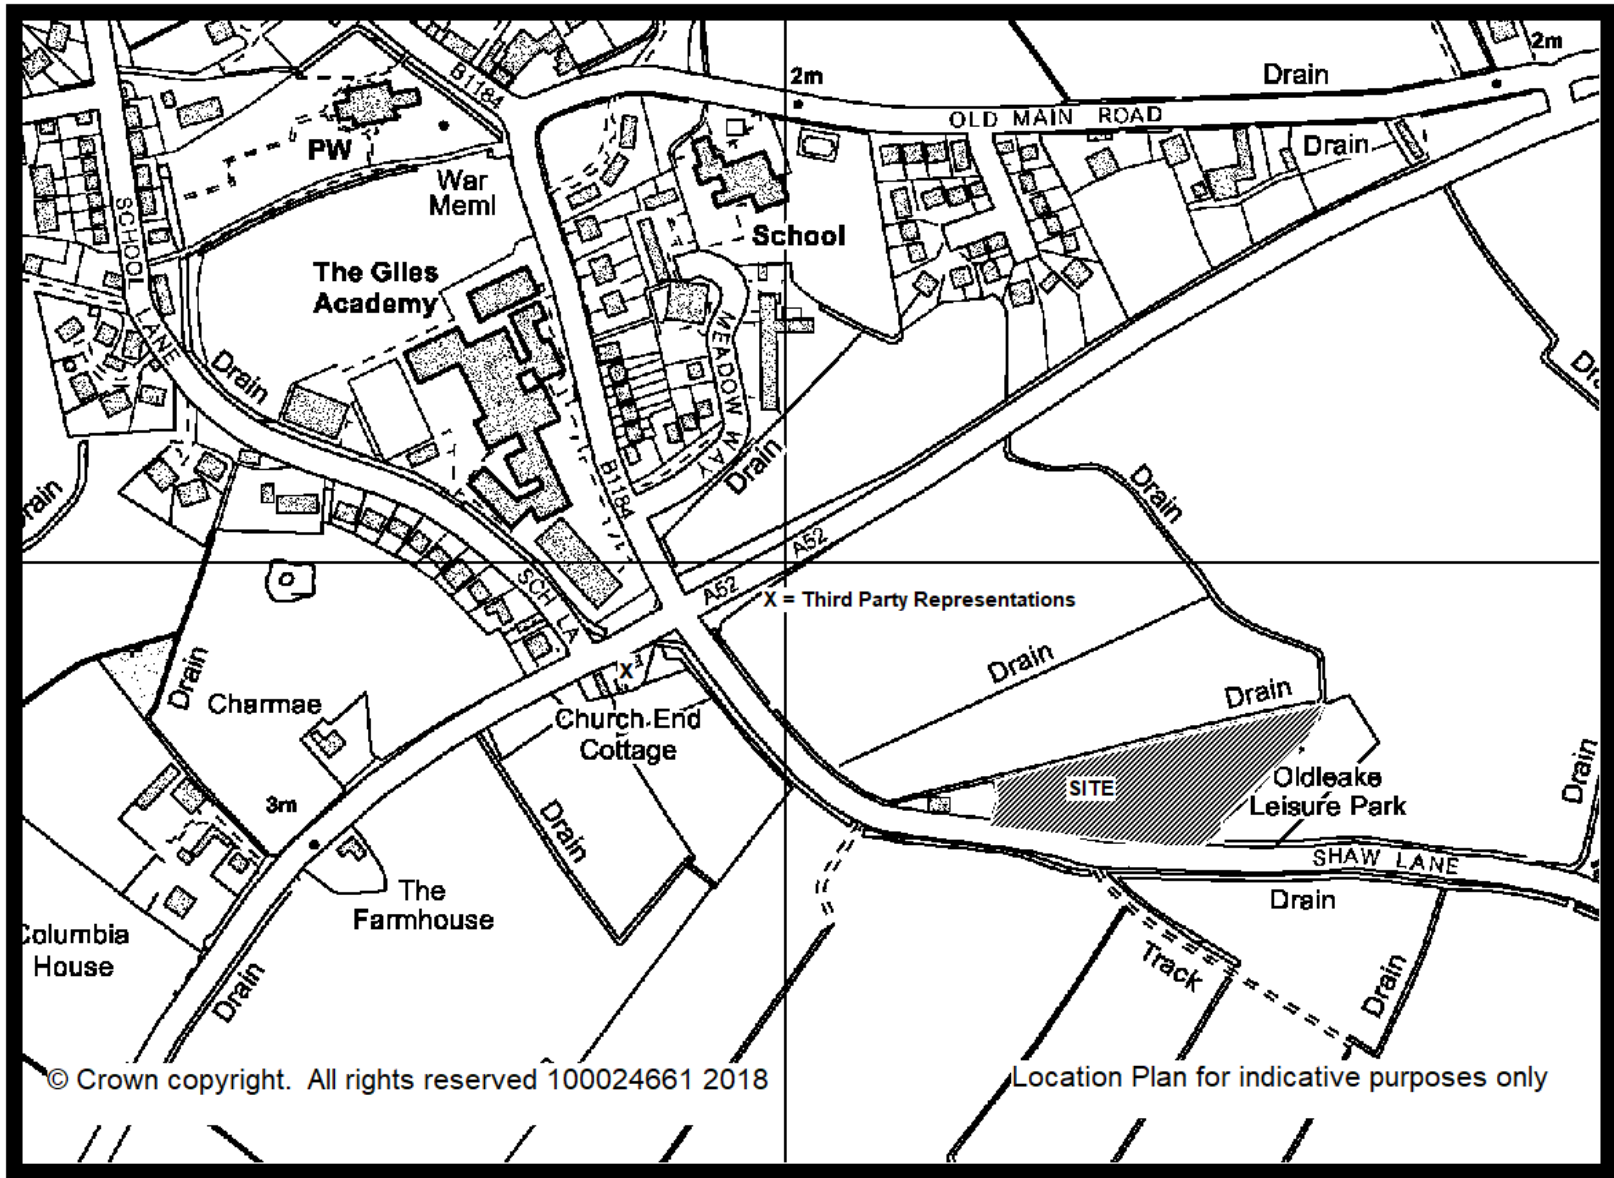 B1184
2m
2m
Drain
OLD MAIN ROAD
Drain
PW
War
Meml
SCHOOL
LANE
School
The Giles
Academy
MEADOW WAY
Drain
Drain
B1184
Drain
Drain
A52
A52
SCH LA
X = Third Party Representations
X
Drain
Drain
Drain
Charmae
Church End
Cottage
SITE
Oldleake
Leisure Park
Drain
3m
Drain
SHAW LANE
Drain
The
Farmhouse
Columbia
House
Track
Drain
Drain
© Crown copyright. All rights reserved 100024661 2018
Location Plan for indicative purposes only